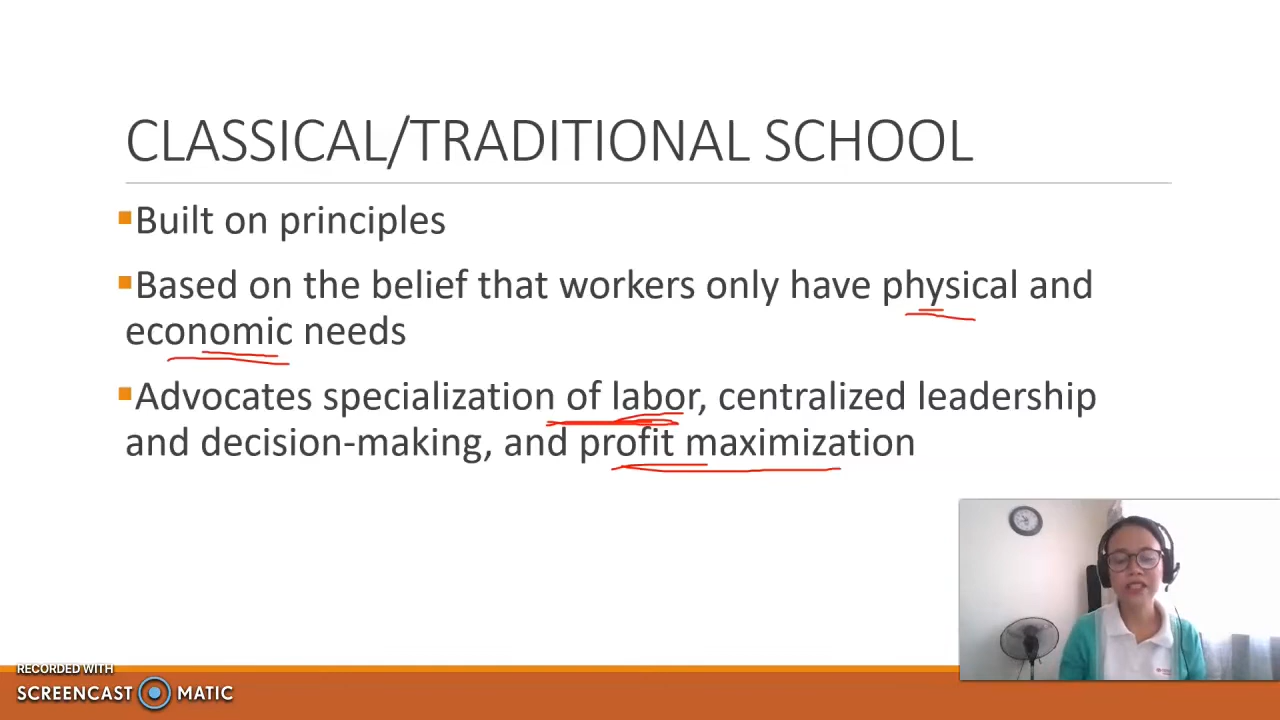 CLASSICAL/TRADITIONAL SCHOOL
Built on principles
Based on the belief that workers only have physical and
economic needs
Advocates specialization of labor, centralized leadership
and decision-making, and profit maximization
RECORDED WITH
SCREENCAST MATIC